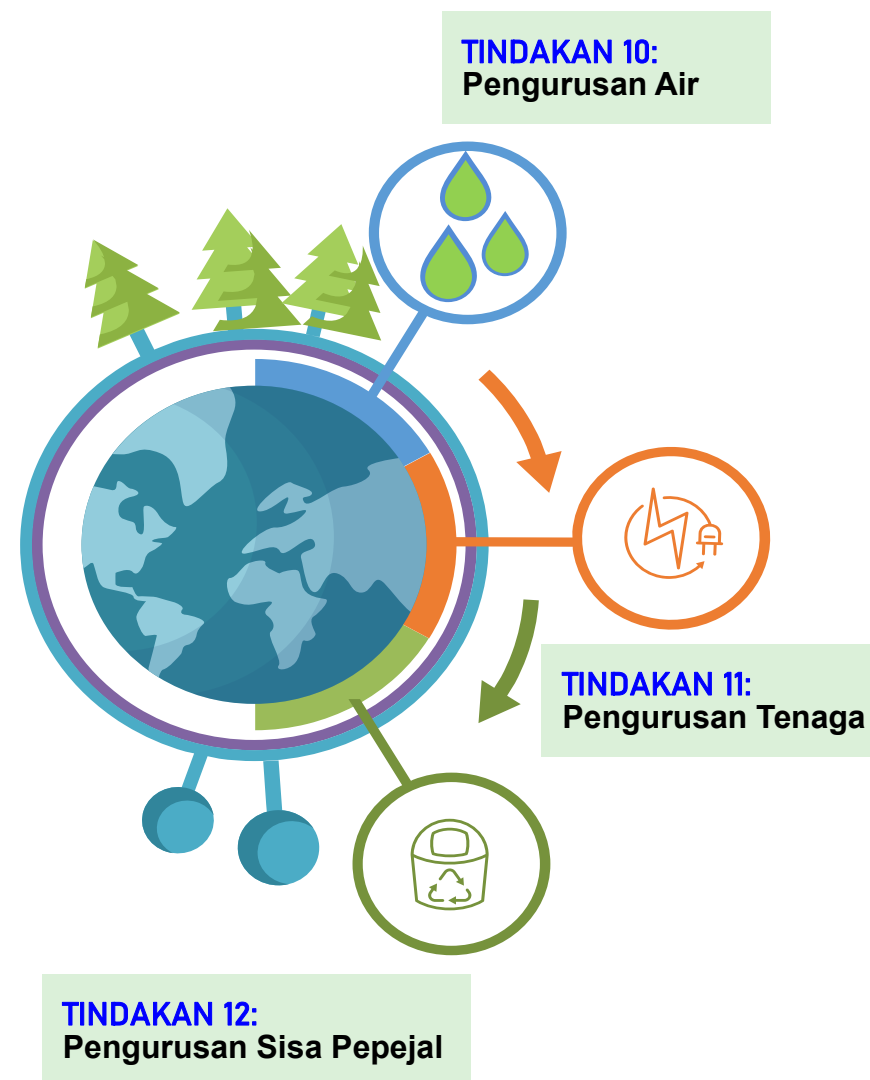 TINDAKAN 10:
Pengurusan Air
TINDAKAN 11:
Pengurusan Tenaga
TINDAKAN 12:
Pengurusan Sisa Pepejal